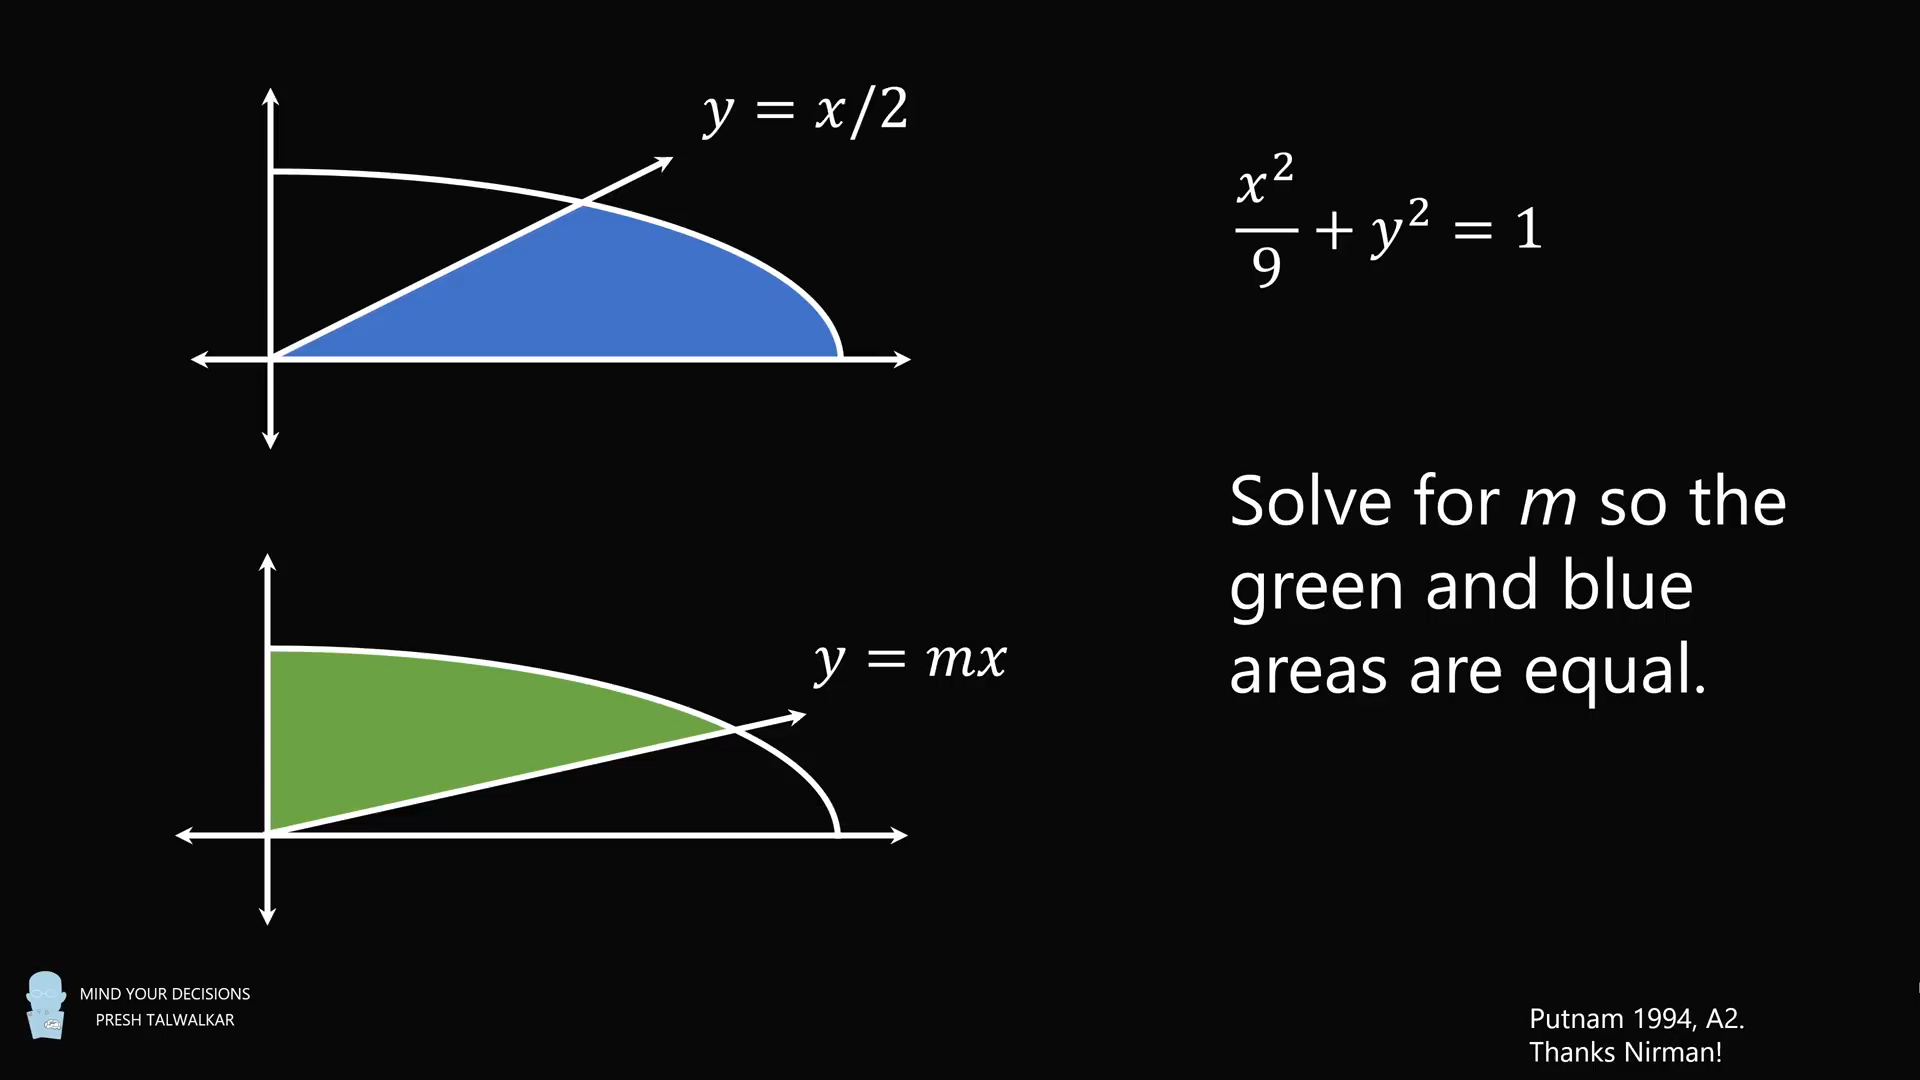 y = x/2
x²/9 + y² = 1
Solve for m so the
green and blue
areas are equal.
y = mx
MIND YOUR DECISIONS
PRESH TALWALKAR
Putnam 1994, A2.
Thanks Nirman!